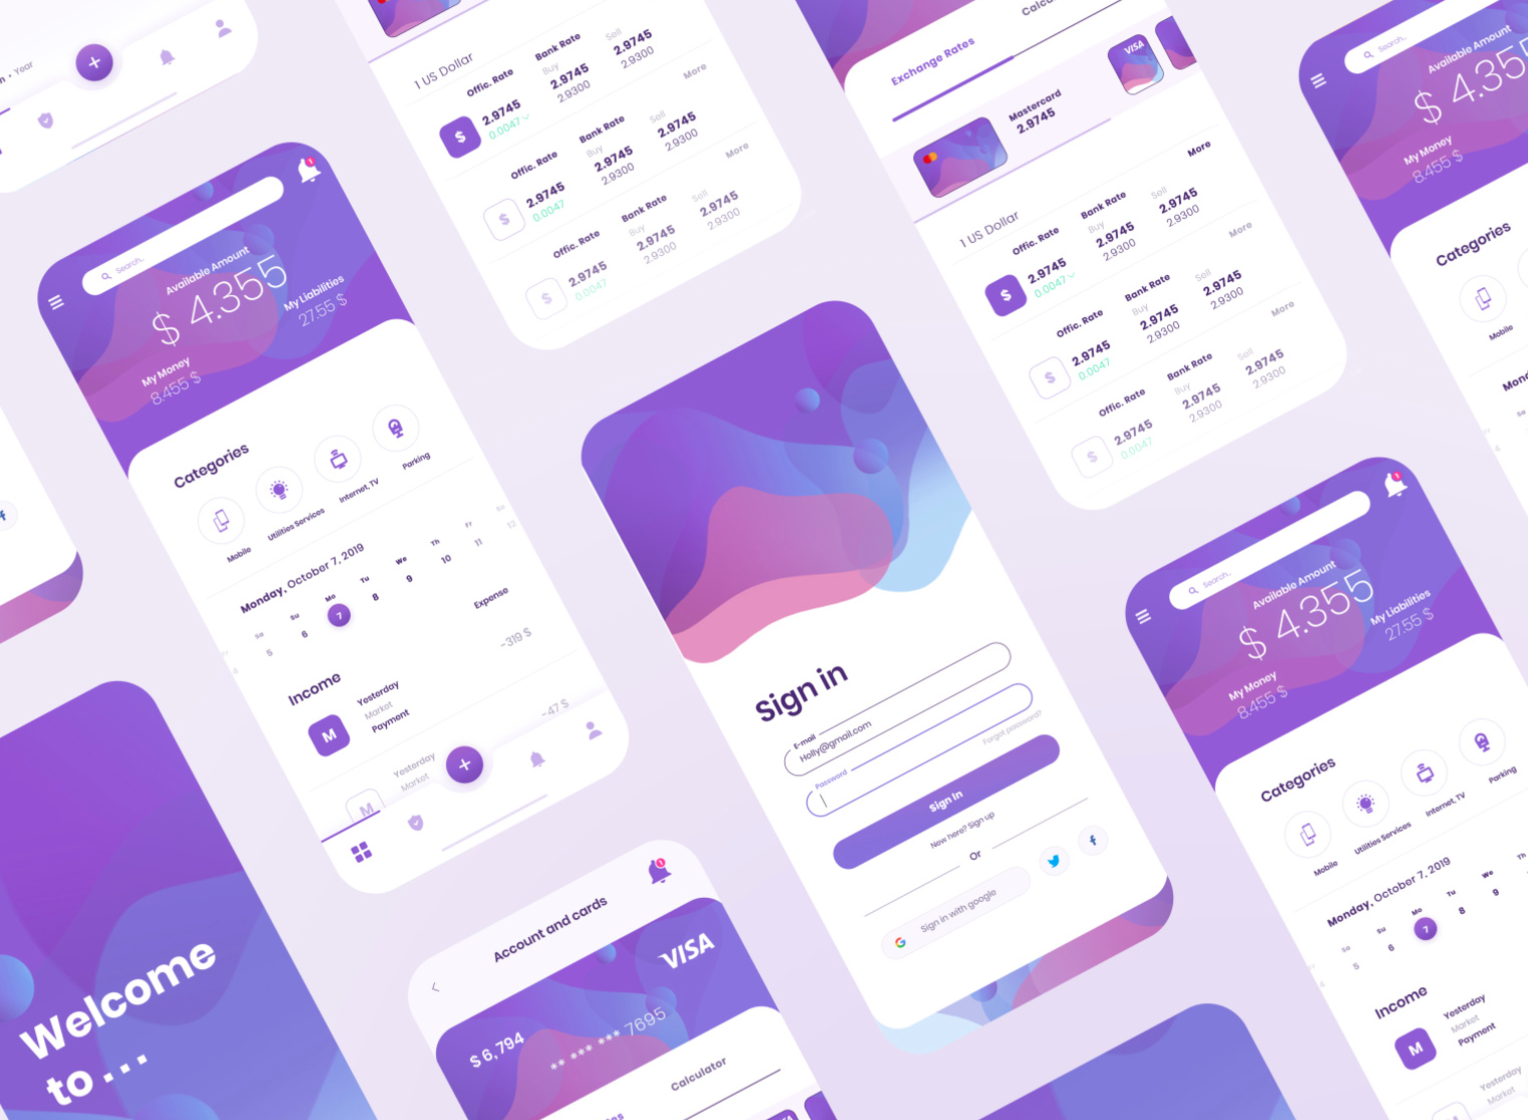 Year
1 US Dollar
Offic. Rate
Bank Rate
Buy
Sell
$
2.9745
0.0047
2.9745
2.9300
2.9745
2.9300
More
Offic. Rate
Bank Rate
Buy
Sell
$
2.9745
0.0047
2.9745
2.9300
2.9745
2.9300
More
Offic. Rate
Bank Rate
Buy
Sell
$
2.9745
0.0047
2.9745
2.9300
2.9745
2.9300
Exchange Rates
Mastercard
2.9745
VISA
More
1 US Dollar
Offic. Rate
Bank Rate
Buy
Sell
$
2.9745
0.0047
2.9745
2.9300
2.9745
2.9300
More
Offic. Rate
Bank Rate
Buy
Sell
$
2.9745
0.0047
2.9745
2.9300
2.9745
2.9300
More
Offic. Rate
Bank Rate
Buy
Sell
$
2.9745
0.0047
2.9745
2.9300
2.9745
2.9300
Search...
Available Amount
$ 4.355
My Money
8.455 $
Categories
Mobile
Search...
1
Available Amount
$ 4.355
My Liabilities
27.55 $
My Money
8.455 $
Categories
Mobile
Utilities Services
Internet, TV
Parking
Monday, October 7, 2019
Sa
Su
Mo
Tu
We
Th
Fr
Sa
4
5
6
7
8
9
10
11
12
Income
Expense
M
Yesterday
Market
Payment
-319 $
M
Yesterday
Market
-47 $
Welcome
to ...
Account and cards
1
VISA
$ 6,794
** *** *** 7695
Calculator
Sign in
E-mail
Holly@gmail.com
Password
Forgot password?
Sign In
New here? Sign up
Or
Sign in with google
Search...
1
Available Amount
$ 4.355
My Liabilities
27.55 $
My Money
8.455 $
Categories
Mobile
Utilities Services
Internet, TV
Parking
Monday, October 7, 2019
Sa
Su
Mo
Tu
We
Th
4
5
6
7
8
9
Income
M
Yesterday
Market
Payment
M
Yesterday
Market